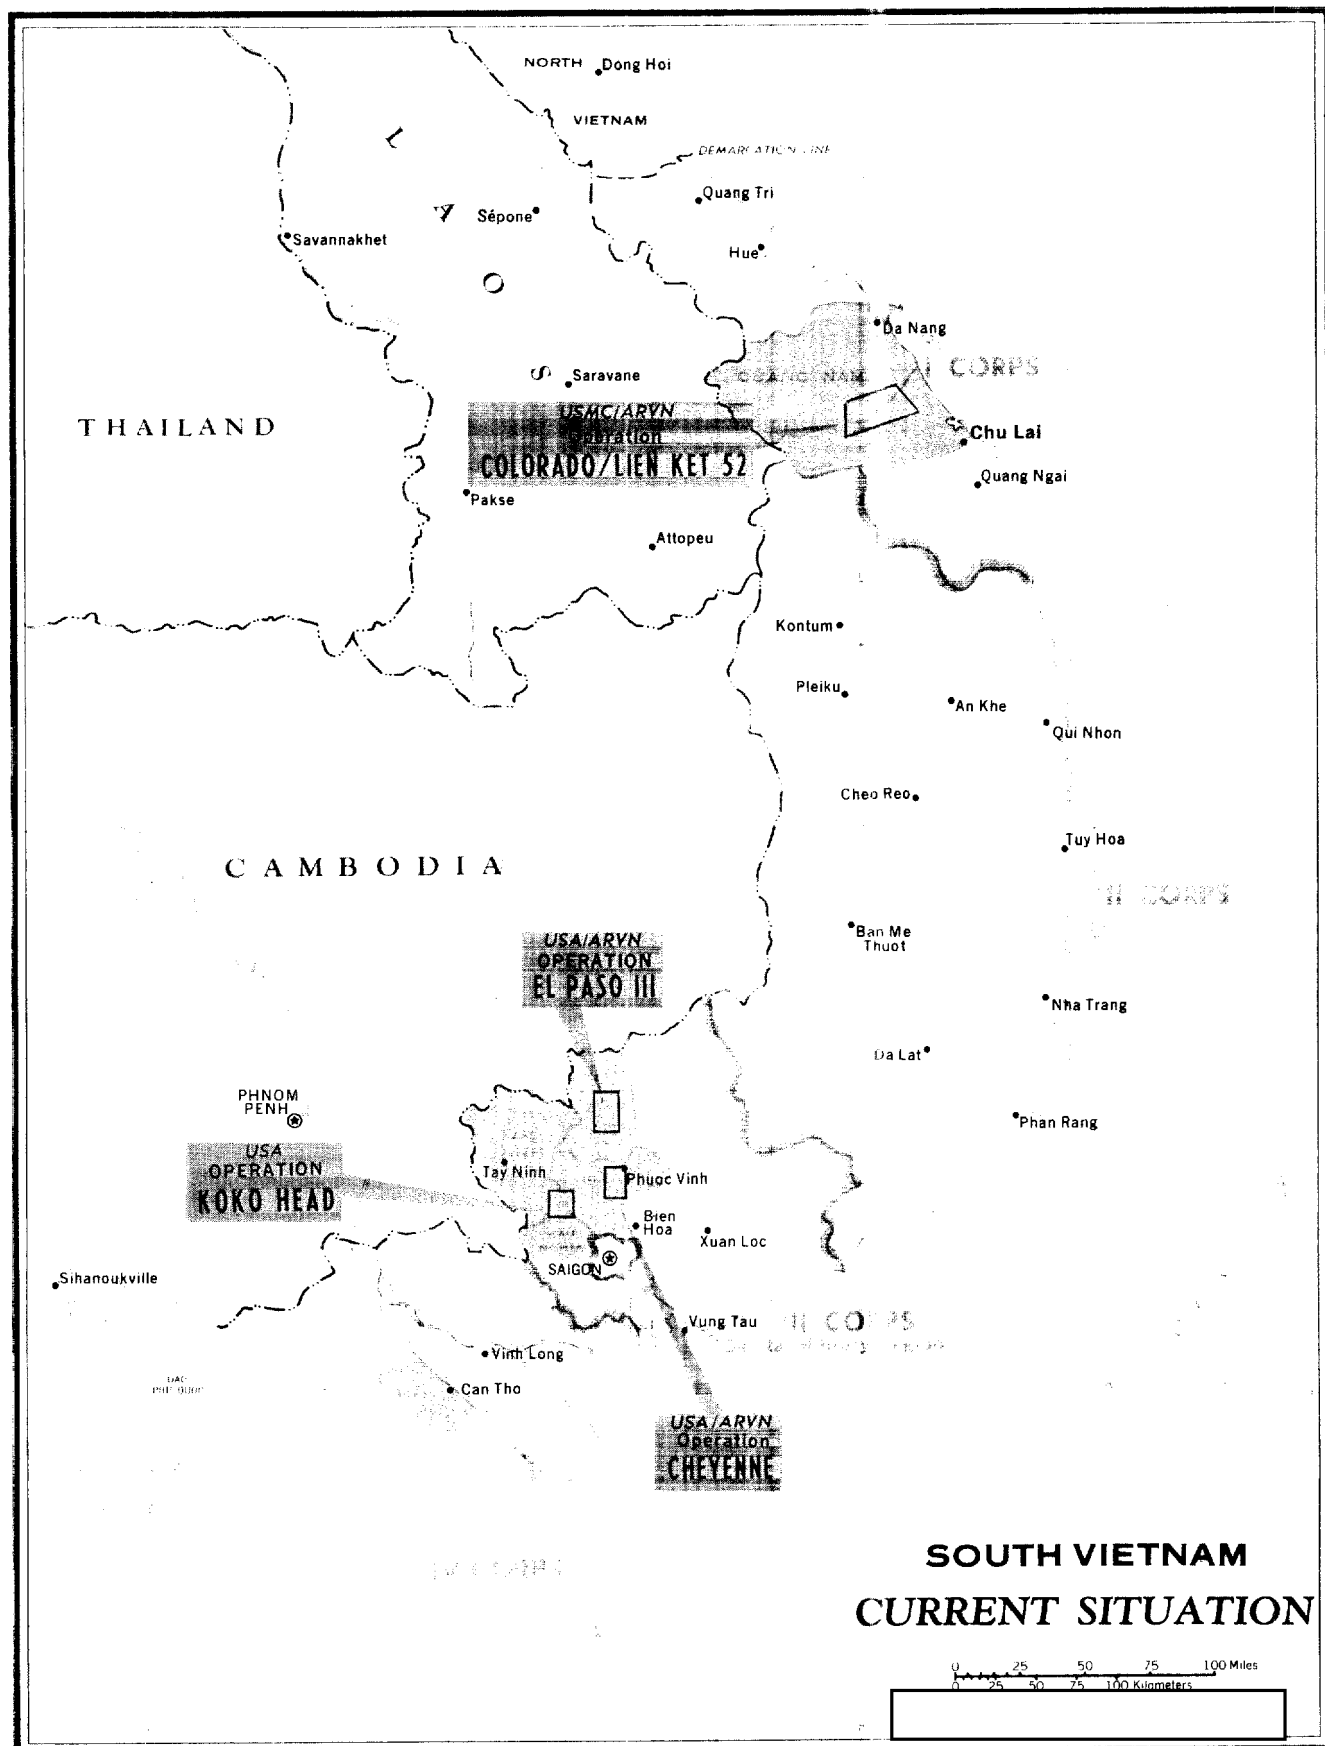 NORTH
Dong Hoi
VIETNAM
DEMARCATION LINE
L A O S
Quang Tri
Sépone
Savannakhet
Hue
Da Nang
I CORPS
QUANG NAM
Saravane
THAILAND
USMC/ARVN
Operation
COLORADO/LIEN KET 52
Chu Lai
Quang Ngai
Pakse
Attopeu
Kontum
Pleiku
An Khe
Qui Nhon
Cheo Reo
Tuy Hoa
CAMBODIA
II CORPS
Ban Me
Thuot
USA/ARVN
OPERATION
EL PASO III
Nha Trang
Da Lat
PHNOM
PENH
Phan Rang
USA
OPERATION
KOKO HEAD
Tay Ninh
Phuoc Vinh
Bien
Hoa
Xuan Loc
SAIGON
Sihanoukville
Vung Tau
CORPS
Vinh Long
Can Tho
USA/ARVN
Operation
CHEYENNE
SOUTH VIETNAM
CURRENT SITUATION
0 25 50 75 100 Miles
0 25 50 75 100 Kilometers